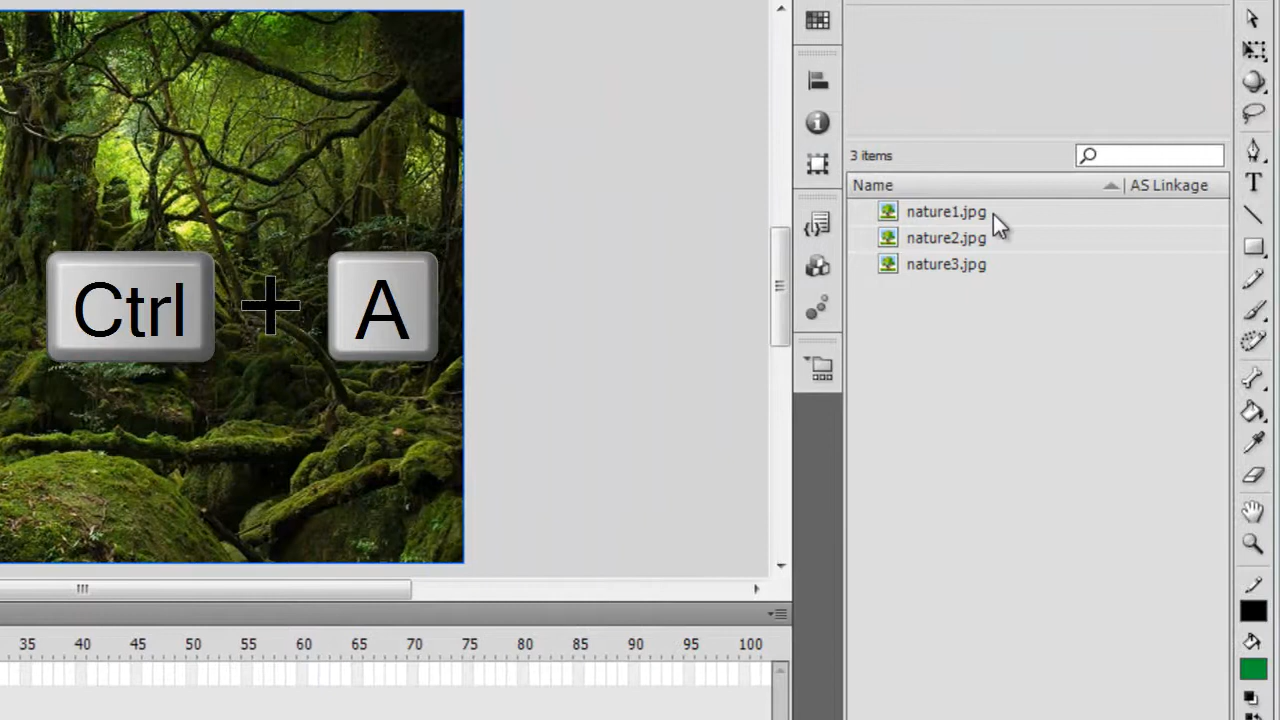 3 items
Name AS Linkage
nature1.jpg
nature2.jpg
nature3.jpg
Ctrl + A
35 40 45 50 55 60 65 70 75 80 85 90 95 100